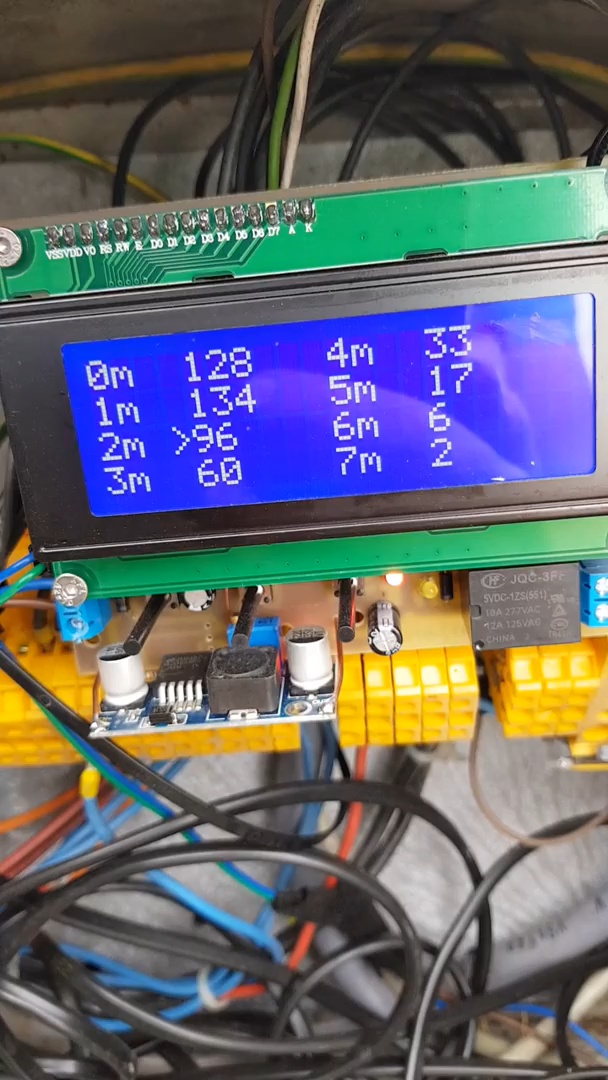 VSS VDD VO RS RW E D0 D1 D2 D3 D4 D5 D6 D7 A K
0m 128 4m 33
1m 134 5m 17
2m >96 6m 6
3m 60 7m 2
HF JQC-3FF
5VDC-1ZS(551)
10A 277VAC
12A 125VAC
CHINA